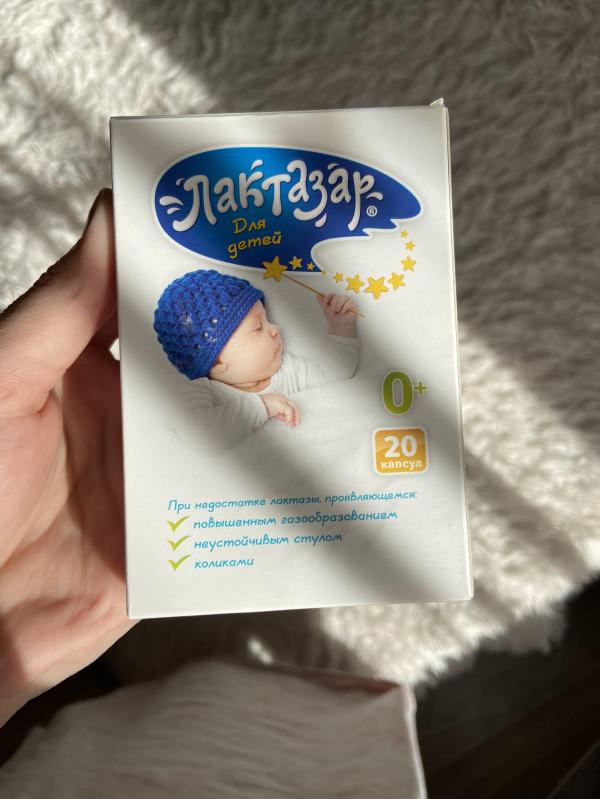 Лактазар®
Для
детей
0+
20
капсул
При недостатке лактазы, проявляющемся:
повышенным газообразованием
неустойчивым стулом
коликами